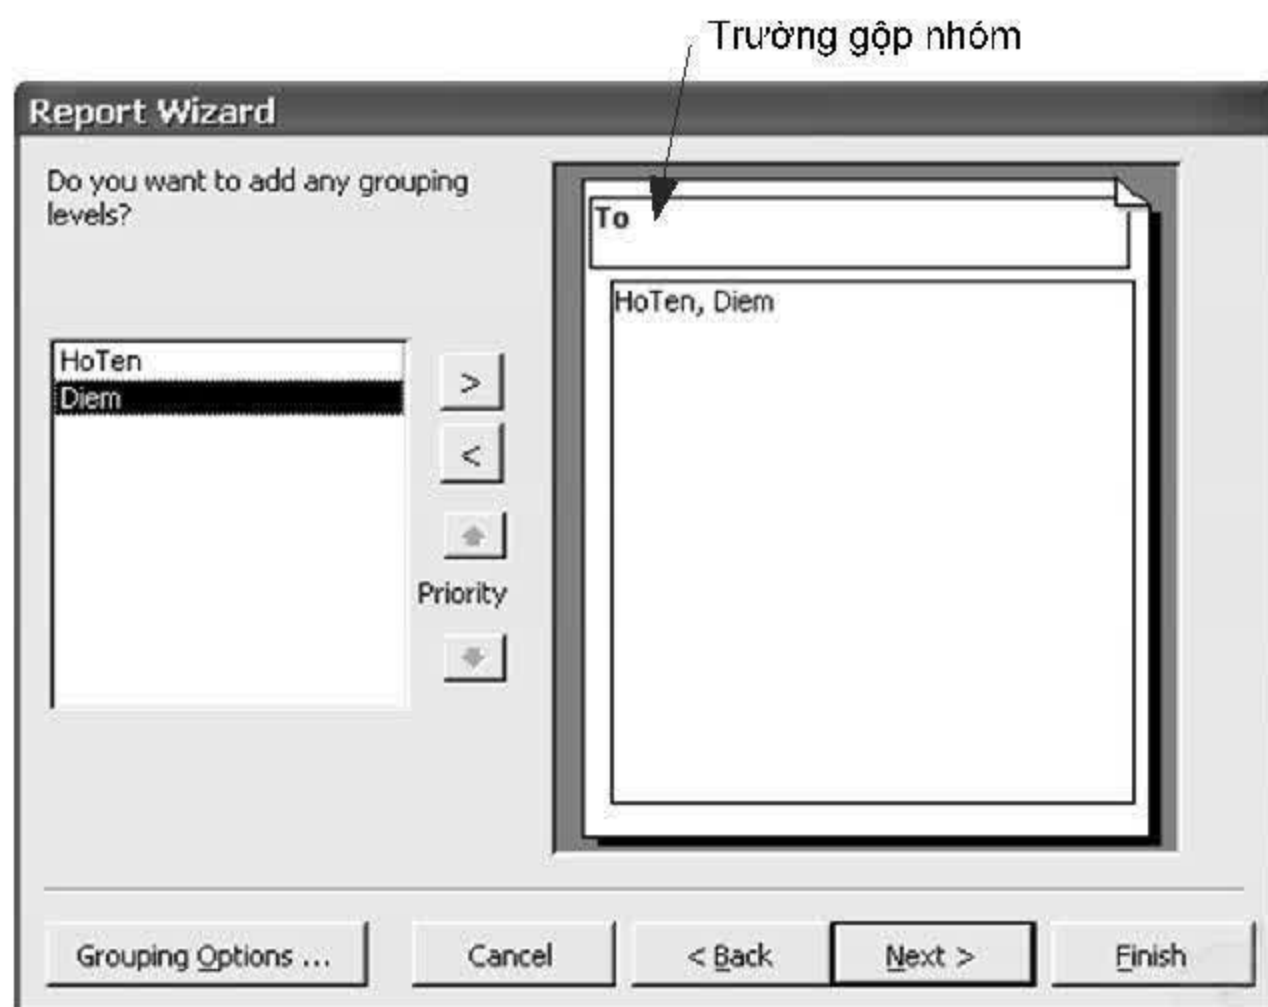 Trường gộp nhóm
Report Wizard
Do you want to add any grouping
levels?
To
HoTen, Diem
HoTen
Diem
>
<
Priority
Grouping Options ...
Cancel
< Back
Next >
Finish